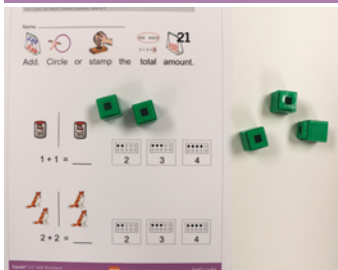 Name
21
Add. Circle or stamp the total amount.
1 + 1 = ____
2 3 4
2 + 2 = ____
2 3 4